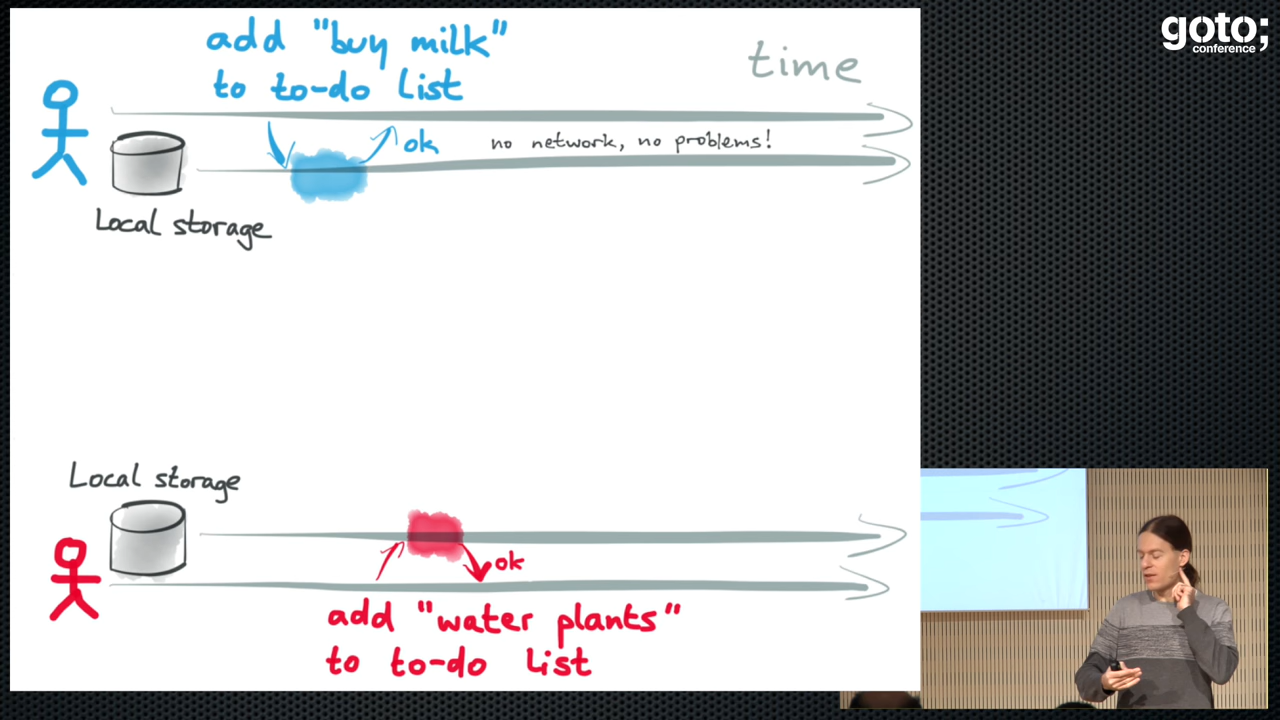 goto;
conference
add "buy milk"
to to-do list
time
ok
no network, no problems!
Local storage
Local storage
ok
add "water plants"
to to-do list